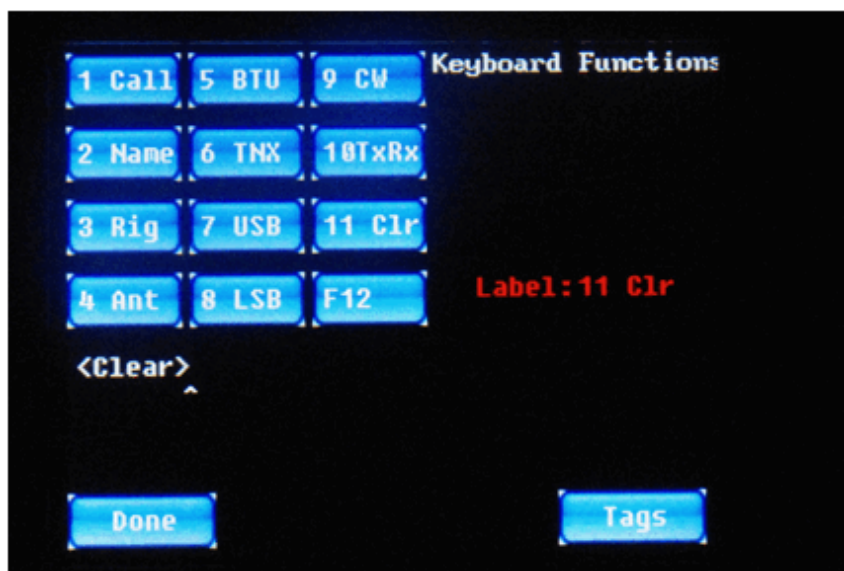 Keyboard Functions
1 Call 5 BTU 9 CW
2 Name 6 TNX 10TxRx
3 Rig 7 USB 11 Clr
4 Ant 8 LSB F12
Label:11 Clr
<Clear>
^
Done Tags